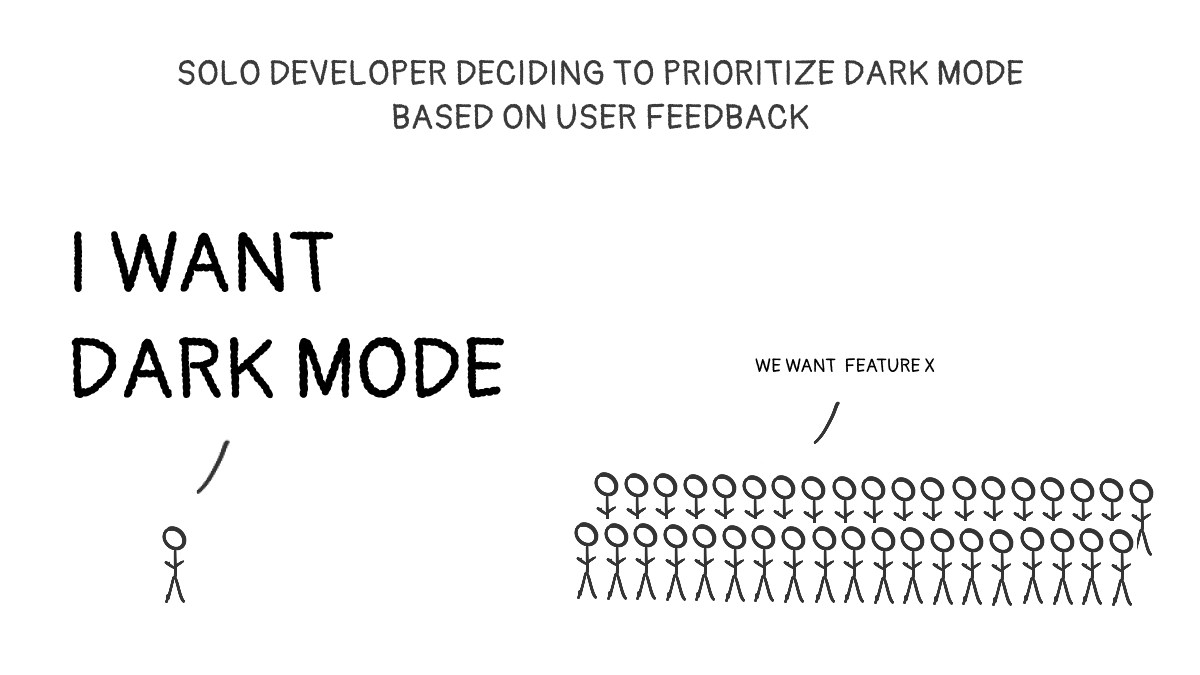 SOLO DEVELOPER DECIDING TO PRIORITIZE DARK MODE
BASED ON USER FEEDBACK
I WANT
DARK MODE
WE WANT FEATURE X